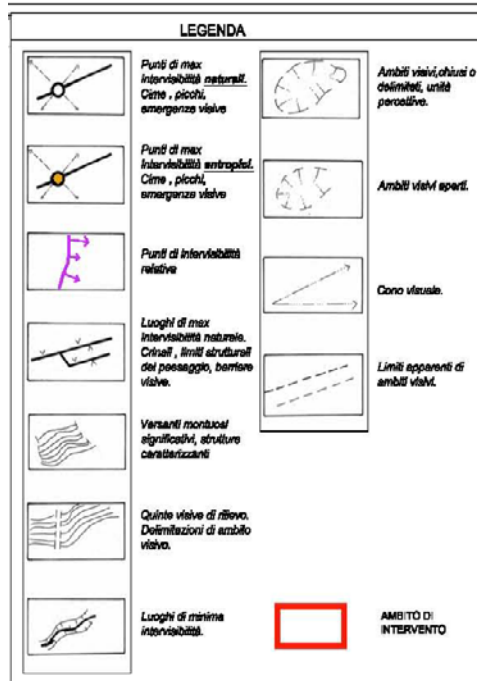 LEGENDA
Punti di max
intervisibilità naturali.
Cime , picchi,
emergenze visive
Punti di max
intervisibilità antropici.
Cime , picchi,
emergenze visive
Punti di intervisibilità
relativa
Luoghi di max
intervisibilità naturale.
Crinali , limiti strutturali
del paesaggio, barriere
visive.
Versanti montuosi
significativi, strutture
caratterizzanti
Quinte visive di rilievo.
Delimitazioni di ambito
visivo.
Luoghi di minima
intervisibilità.
Ambiti visivi,chiusi o
delimitati, unità
percettive.
Ambiti visivi aperti.
Cono visuale.
Limiti apparenti di
ambiti visivi.
AMBITO DI
INTERVENTO